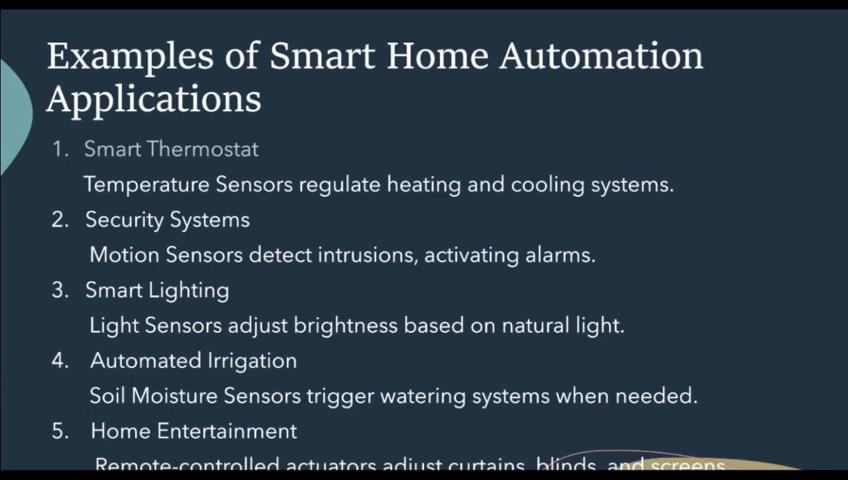 Examples of Smart Home Automation
Applications
1. Smart Thermostat
Temperature Sensors regulate heating and cooling systems.
2. Security Systems
Motion Sensors detect intrusions, activating alarms.
3. Smart Lighting
Light Sensors adjust brightness based on natural light.
4. Automated Irrigation
Soil Moisture Sensors trigger watering systems when needed.
5. Home Entertainment
Remote-controlled actuators adjust curtains, blinds, and screens